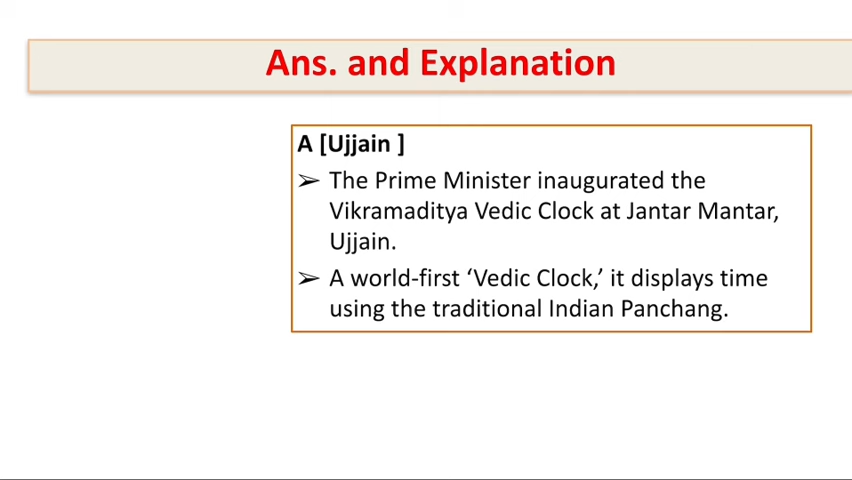 Ans. and Explanation
A [Ujjain ]
➢ The Prime Minister inaugurated the
Vikramaditya Vedic Clock at Jantar Mantar,
Ujjain.
➢ A world-first ‘Vedic Clock,’ it displays time
using the traditional Indian Panchang.